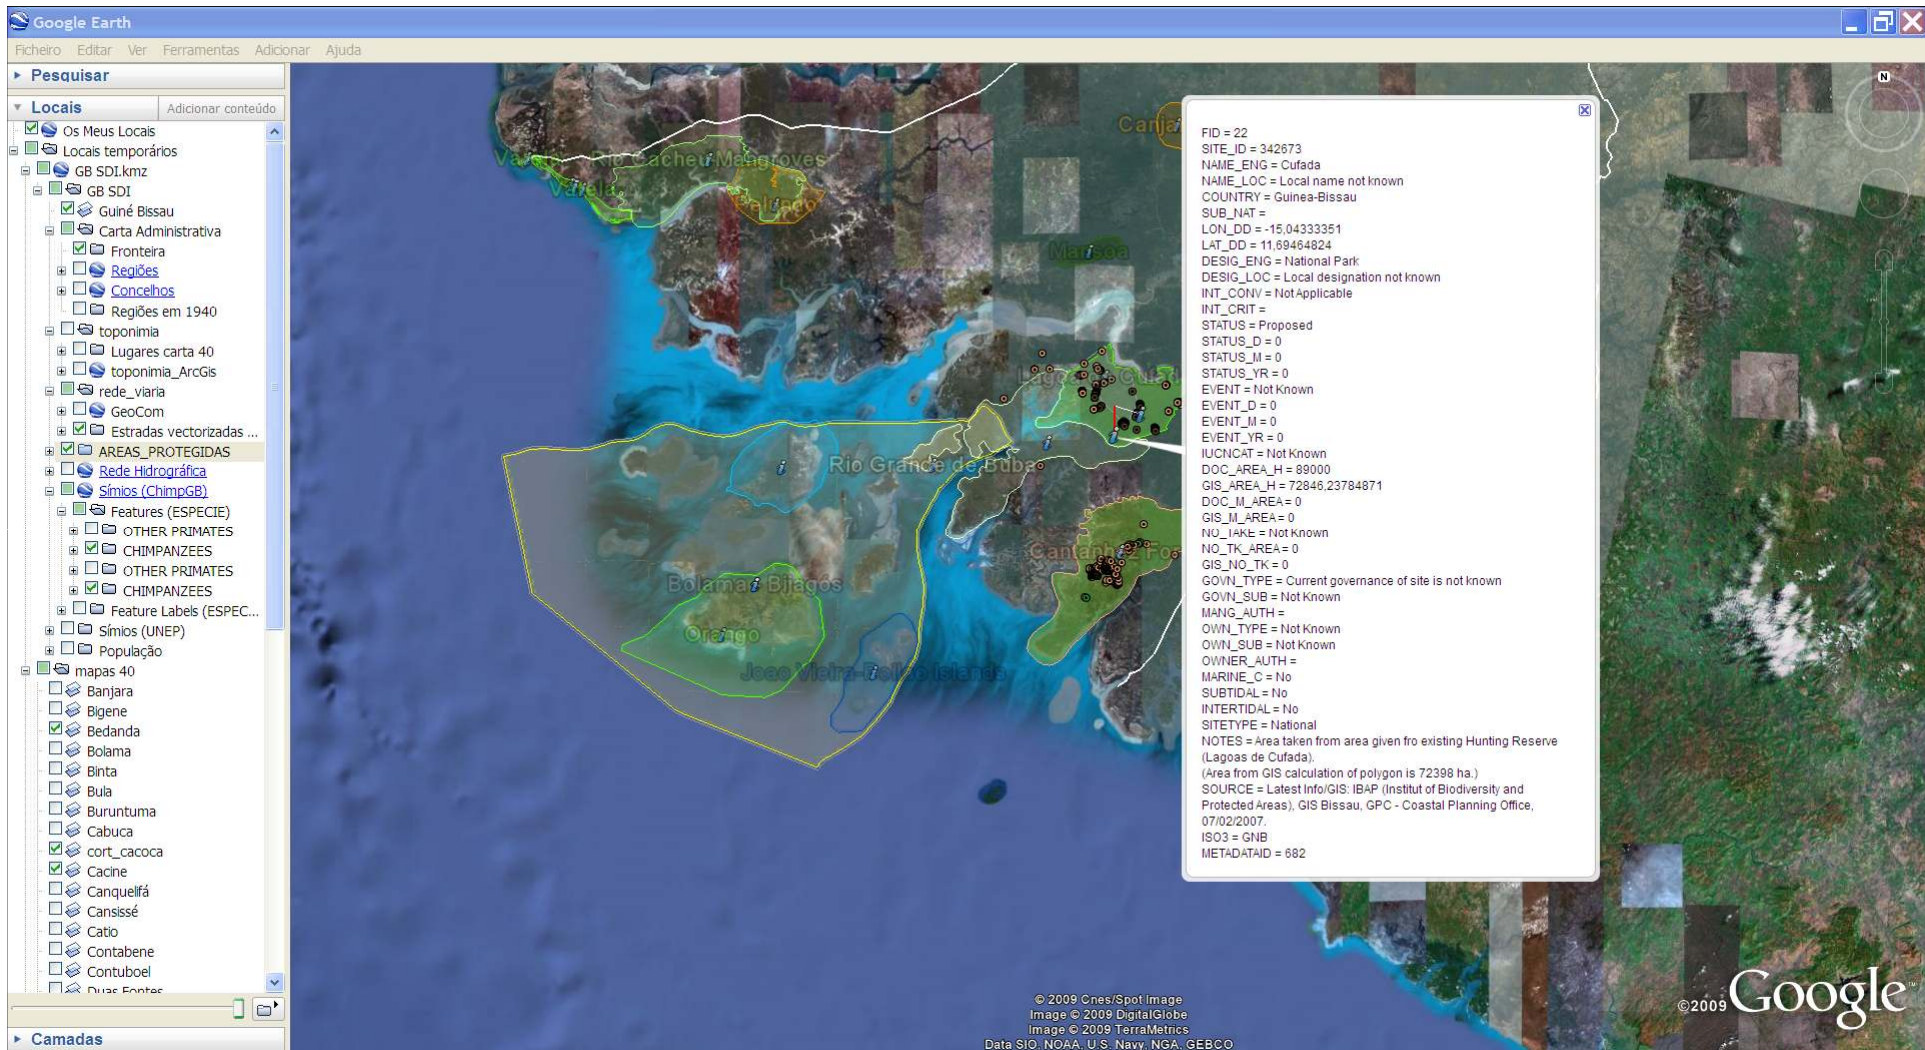 Google Earth
Ficheiro Editar Ver Ferramentas Adicionar Ajuda
Pesquisar
Locais
Adicionar conteúdo
Os Meus Locais
Locais temporários
GB SDI.kmz
GB SDI
Guiné Bissau
Carta Administrativa
Fronteira
Regiões
Concelhos
Regiões em 1940
toponimia
Lugares carta 40
toponimia_ArcGis
rede_viaria
GeoCom
Estradas vectorizadas ...
AREAS_PROTEGIDAS
Rede Hidrográfica
Símios (ChimpGB)
Features (ESPECIE)
OTHER PRIMATES
CHIMPANZEES
OTHER PRIMATES
CHIMPANZEES
Feature Labels (ESPEC...
Símios (UNEP)
População
mapas 40
Banjara
Bigene
Bedanda
Bolama
Binta
Bula
Buruntuma
Cabuca
cort_cacoca
Cacine
Canquelifá
Cansissé
Catio
Contabene
Contuboel
Duas Fontes
Camadas
Rio Cacheu Mangroves
Varela
Pelundo
Canja
Mansoa
Rio Grande de Buba
Cantanhez Fo
Bolama Bijagos
Orango
Joao Vieira-Poilao Islands
N
FID = 22
SITE_ID = 342673
NAME_ENG = Cufada
NAME_LOC = Local name not known
COUNTRY = Guinea-Bissau
SUB_NAT =
LON_DD = -15,04333351
LAT_DD = 11,69464824
DESIG_ENG = National Park
DESIG_LOC = Local designation not known
INT_CONV = Not Applicable
INT_CRIT =
STATUS = Proposed
STATUS_D = 0
STATUS_M = 0
STATUS_YR = 0
EVENT = Not Known
EVENT_D = 0
EVENT_M = 0
EVENT_YR = 0
IUCNCAT = Not Known
DOC_AREA_H = 89000
GIS_AREA_H = 72846,23784871
DOC_M_AREA = 0
GIS_M_AREA = 0
NO_TAKE = Not Known
NO_TK_AREA = 0
GIS_NO_TK = 0
GOVN_TYPE = Current governance of site is not known
GOVN_SUB = Not Known
MANG_AUTH =
OWN_TYPE = Not Known
OWN_SUB = Not Known
OWNER_AUTH =
MARINE_C = No
SUBTIDAL = No
INTERTIDAL = No
SITETYPE = National
NOTES = Area taken from area given fro existing Hunting Reserve
(Lagoas de Cufada).
(Area from GIS calculation of polygon is 72398 ha.)
SOURCE = Latest Info/GIS: IBAP (Institut of Biodiversity and
Protected Areas), GIS Bissau, GPC - Coastal Planning Office,
07/02/2007.
ISO3 = GNB
METADATAID = 682
© 2009 Cnes/Spot Image
Image © 2009 DigitalGlobe
Image © 2009 TerraMetrics
Data SIO, NOAA, U.S. Navy, NGA, GEBCO
©2009 Google